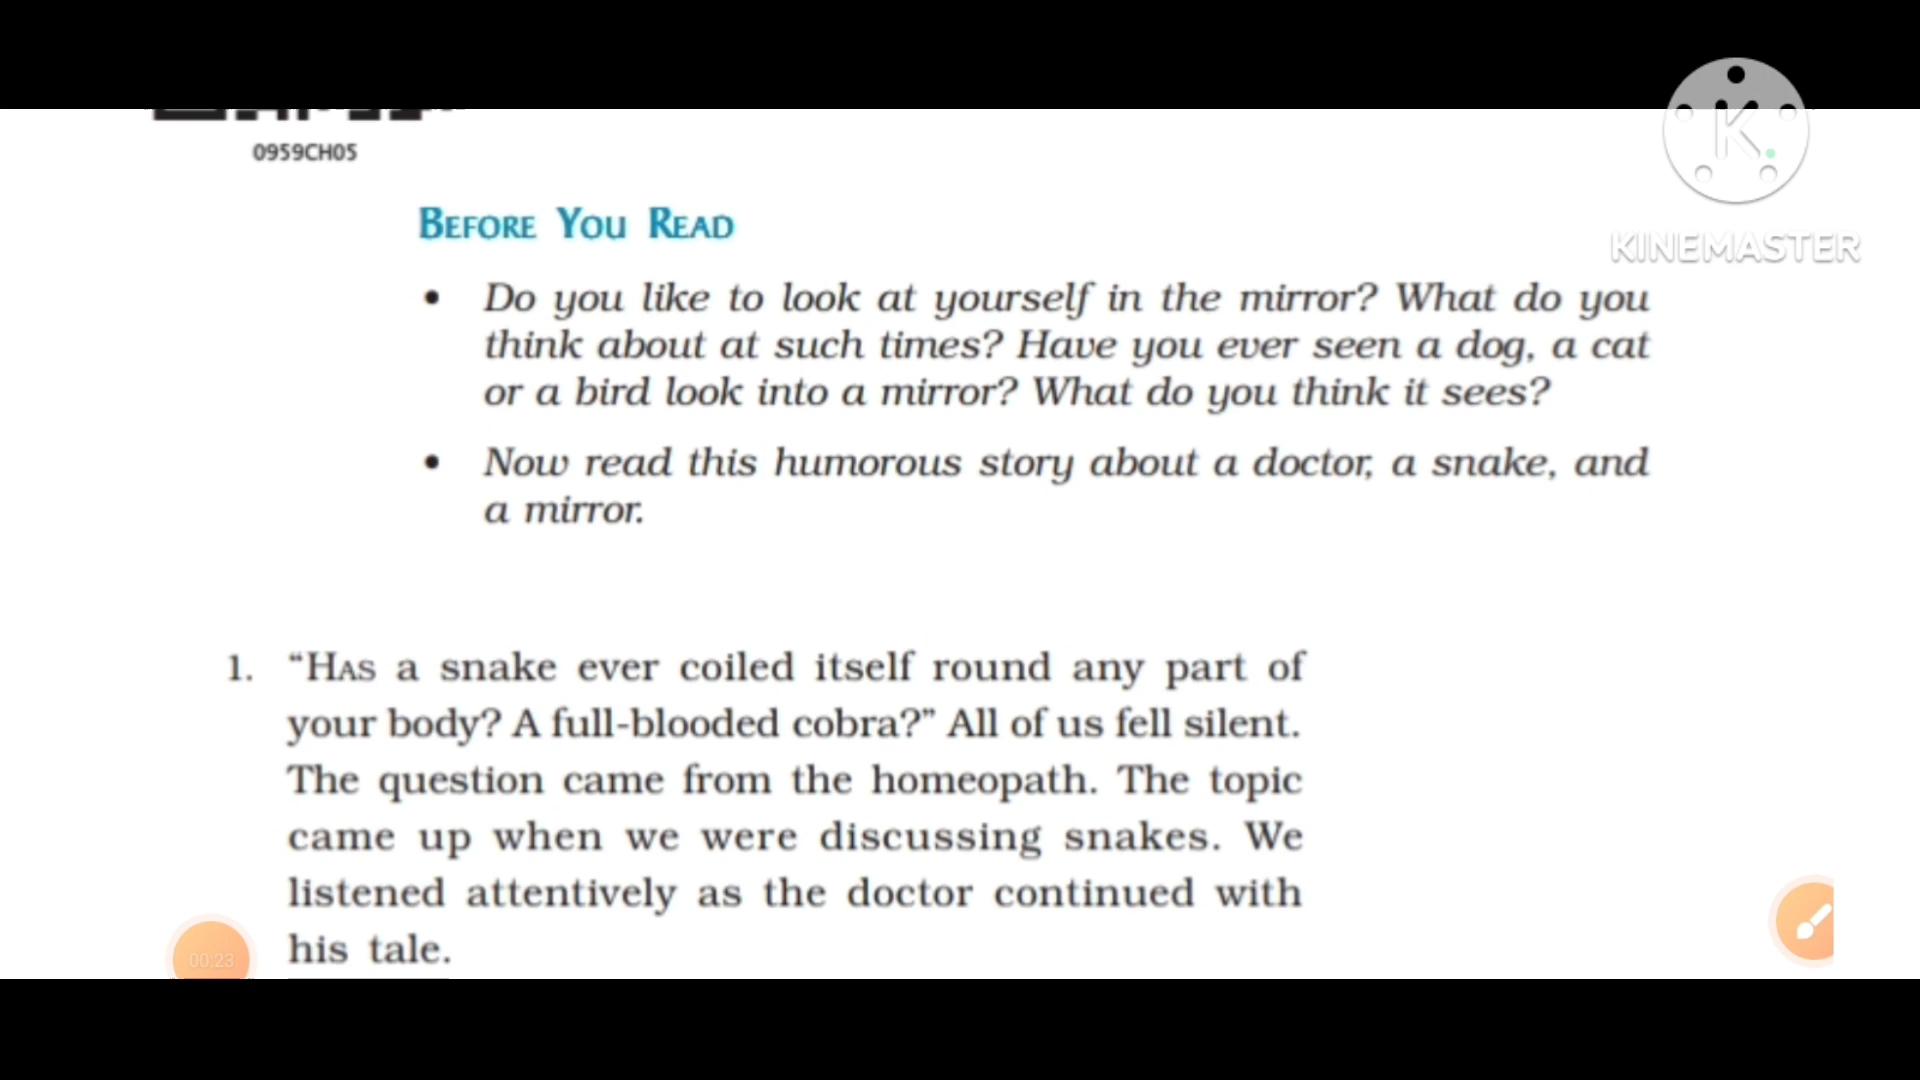 0959CH05
KINEMASTER
BEFORE YOU READ
• Do you like to look at yourself in the mirror? What do you
think about at such times? Have you ever seen a dog, a cat
or a bird look into a mirror? What do you think it sees?
• Now read this humorous story about a doctor, a snake, and
a mirror.
1. “HAS a snake ever coiled itself round any part of
your body? A full-blooded cobra?” All of us fell silent.
The question came from the homeopath. The topic
came up when we were discussing snakes. We
listened attentively as the doctor continued with
his tale.
00:23